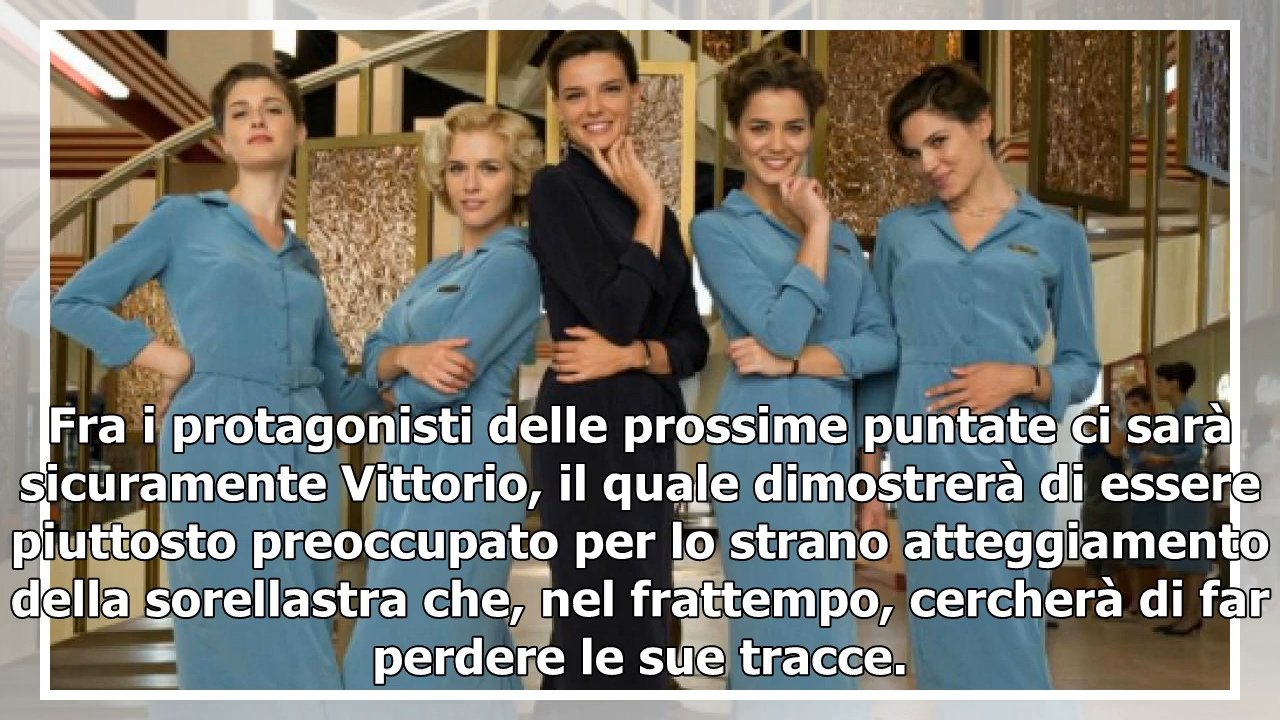 Fra i protagonisti delle prossime puntate ci sarà
sicuramente Vittorio, il quale dimostrerà di essere
piuttosto preoccupato per lo strano atteggiamento
della sorellastra che, nel frattempo, cercherà di far
perdere le sue tracce.